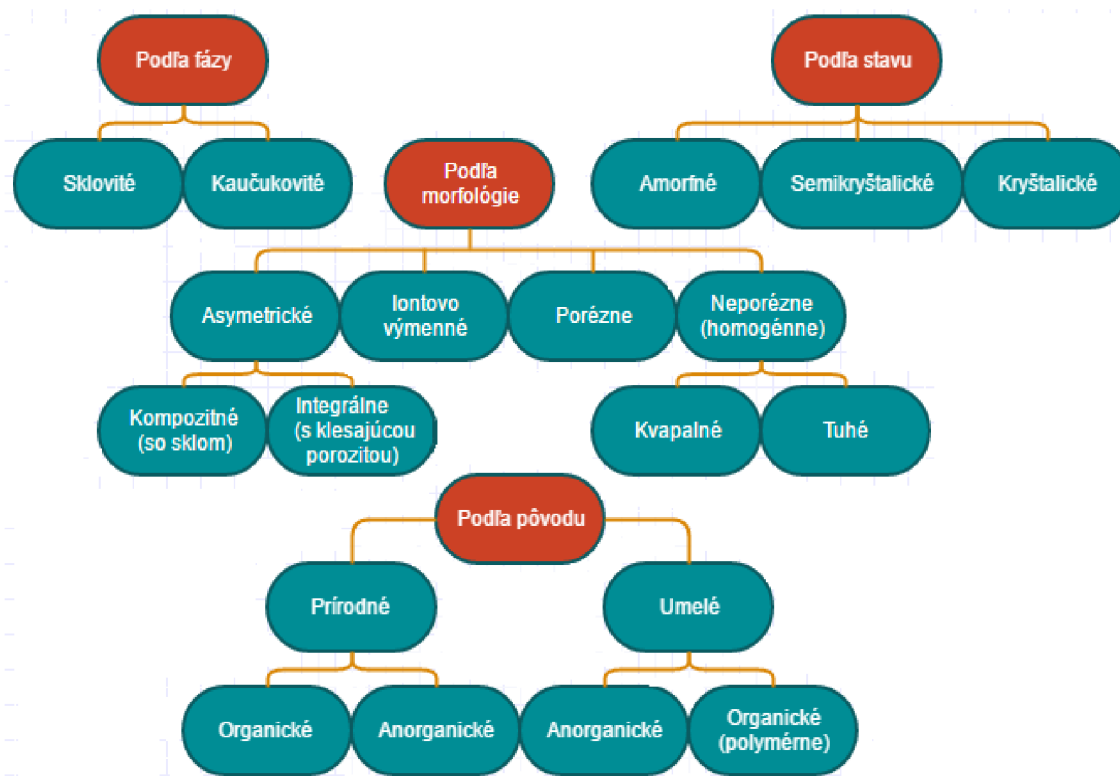 Podľa fázy
Podľa stavu
Sklovité
Kaučukovité
Podľa
morfológie
Amorfné
Semikryštalické
Kryštalické
Asymetrické
Iontovo
výmenné
Porézne
Neporézne
(homogénne)
Kompozitné
(so sklom)
Integrálne
(s klesajúcou
porozitou)
Kvapalné
Tuhé
Podľa pôvodu
Prírodné
Umelé
Organické
Anorganické
Anorganické
Organické
(polymérne)